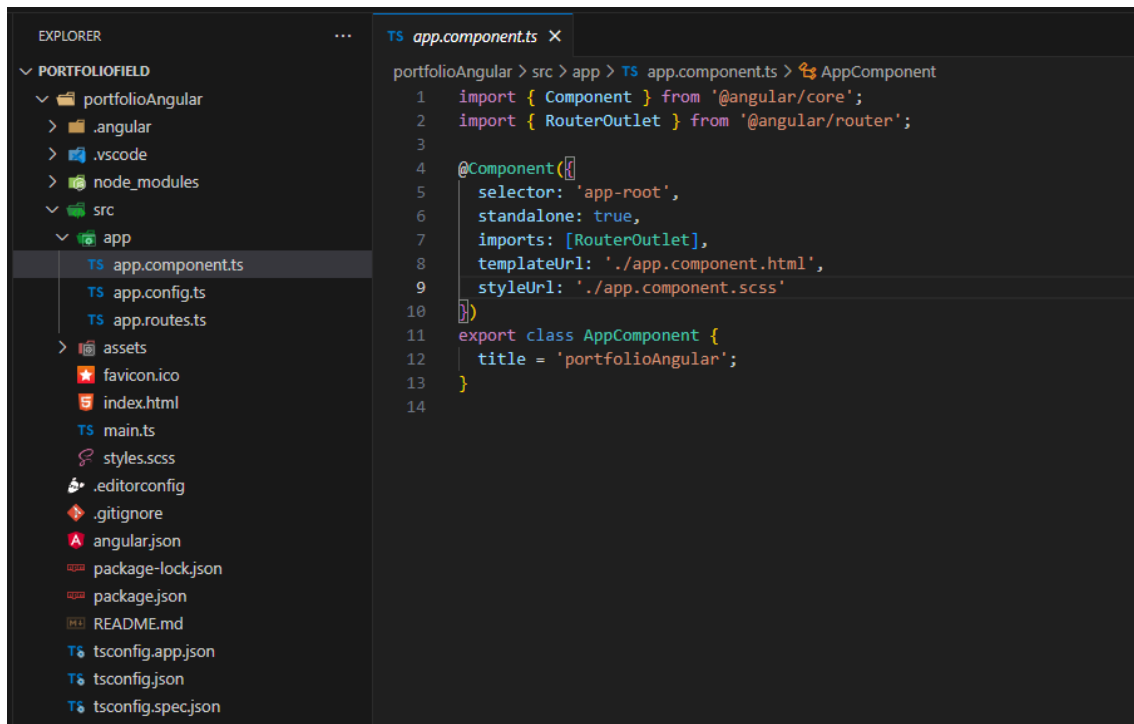 EXPLORER ...
PORTFOLIOFIELD
portfolioAngular
.angular
.vscode
node_modules
src
app
TS app.component.ts
TS app.config.ts
TS app.routes.ts
assets
favicon.ico
index.html
TS main.ts
styles.scss
.editorconfig
.gitignore
angular.json
package-lock.json
package.json
README.md
TS tsconfig.app.json
TS tsconfig.json
TS tsconfig.spec.json
TS app.component.ts ×
portfolioAngular > src > app > TS app.component.ts > AppComponent
1 import { Component } from '@angular/core';
2 import { RouterOutlet } from '@angular/router';
3
4 @Component({
5 selector: 'app-root',
6 standalone: true,
7 imports: [RouterOutlet],
8 templateUrl: './app.component.html',
9 styleUrl: './app.component.scss'
10 })
11 export class AppComponent {
12 title = 'portfolioAngular';
13 }
14